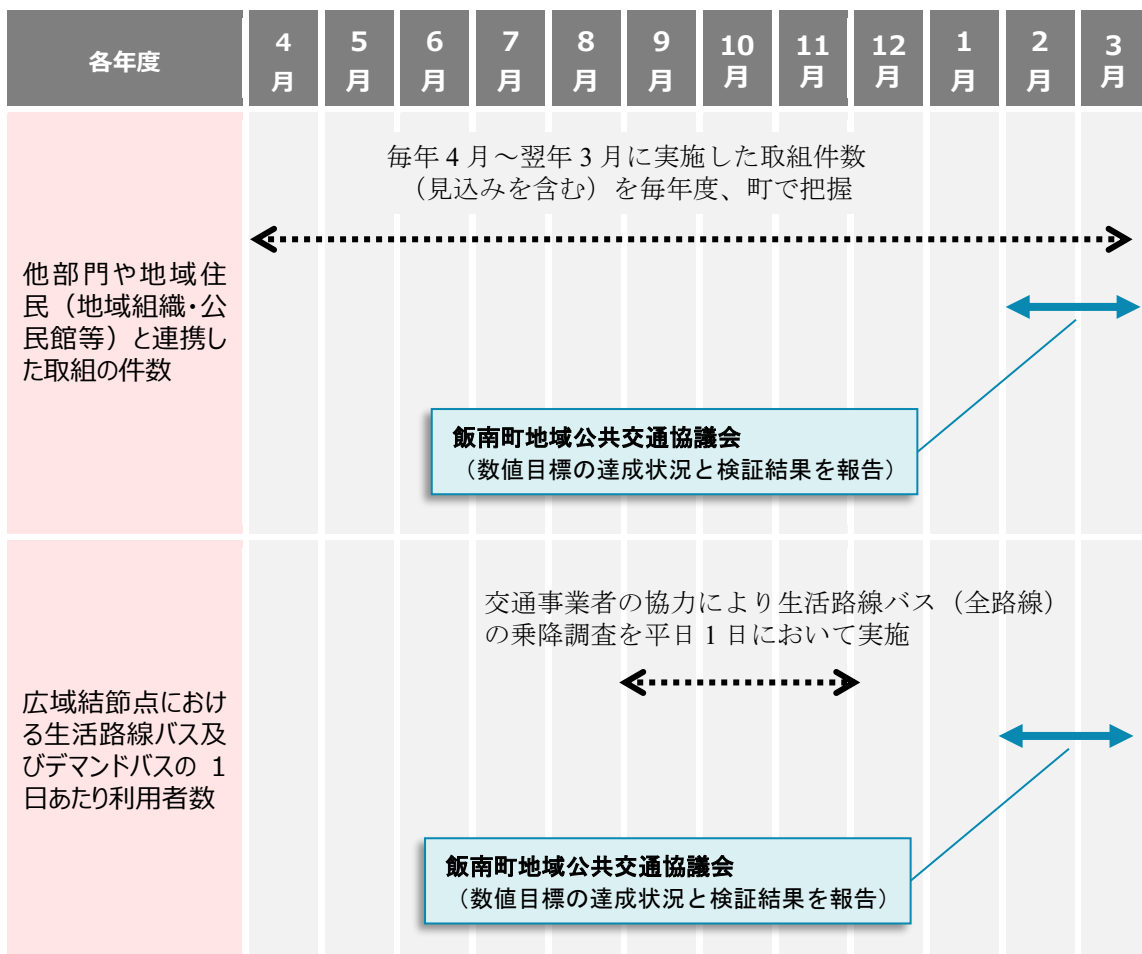 各年度
4月
5月
6月
7月
8月
9月
10月
11月
12月
1月
2月
3月
毎年4月～翌年3月に実施した取組件数
（見込みを含む）を毎年度、町で把握
他部門や地域住
民（地域組織・公
民館等）と連携し
た取組の件数
飯南町地域公共交通協議会
（数値目標の達成状況と検証結果を報告）
交通事業者の協力により生活路線バス（全路線）
の乗降調査を平日1日において実施
広域結節点におけ
る生活路線バス及
びデマンドバスの 1
日あたり利用者数
飯南町地域公共交通協議会
（数値目標の達成状況と検証結果を報告）